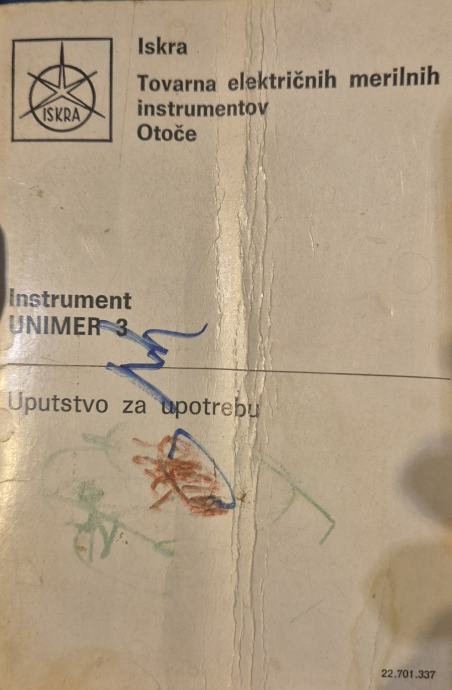 ISKRA
Iskra
Tovarna električnih merilnih
instrumentov
Otoče
Instrument
UNIMER 3
Uputstvo za upotrebu
22.701.337